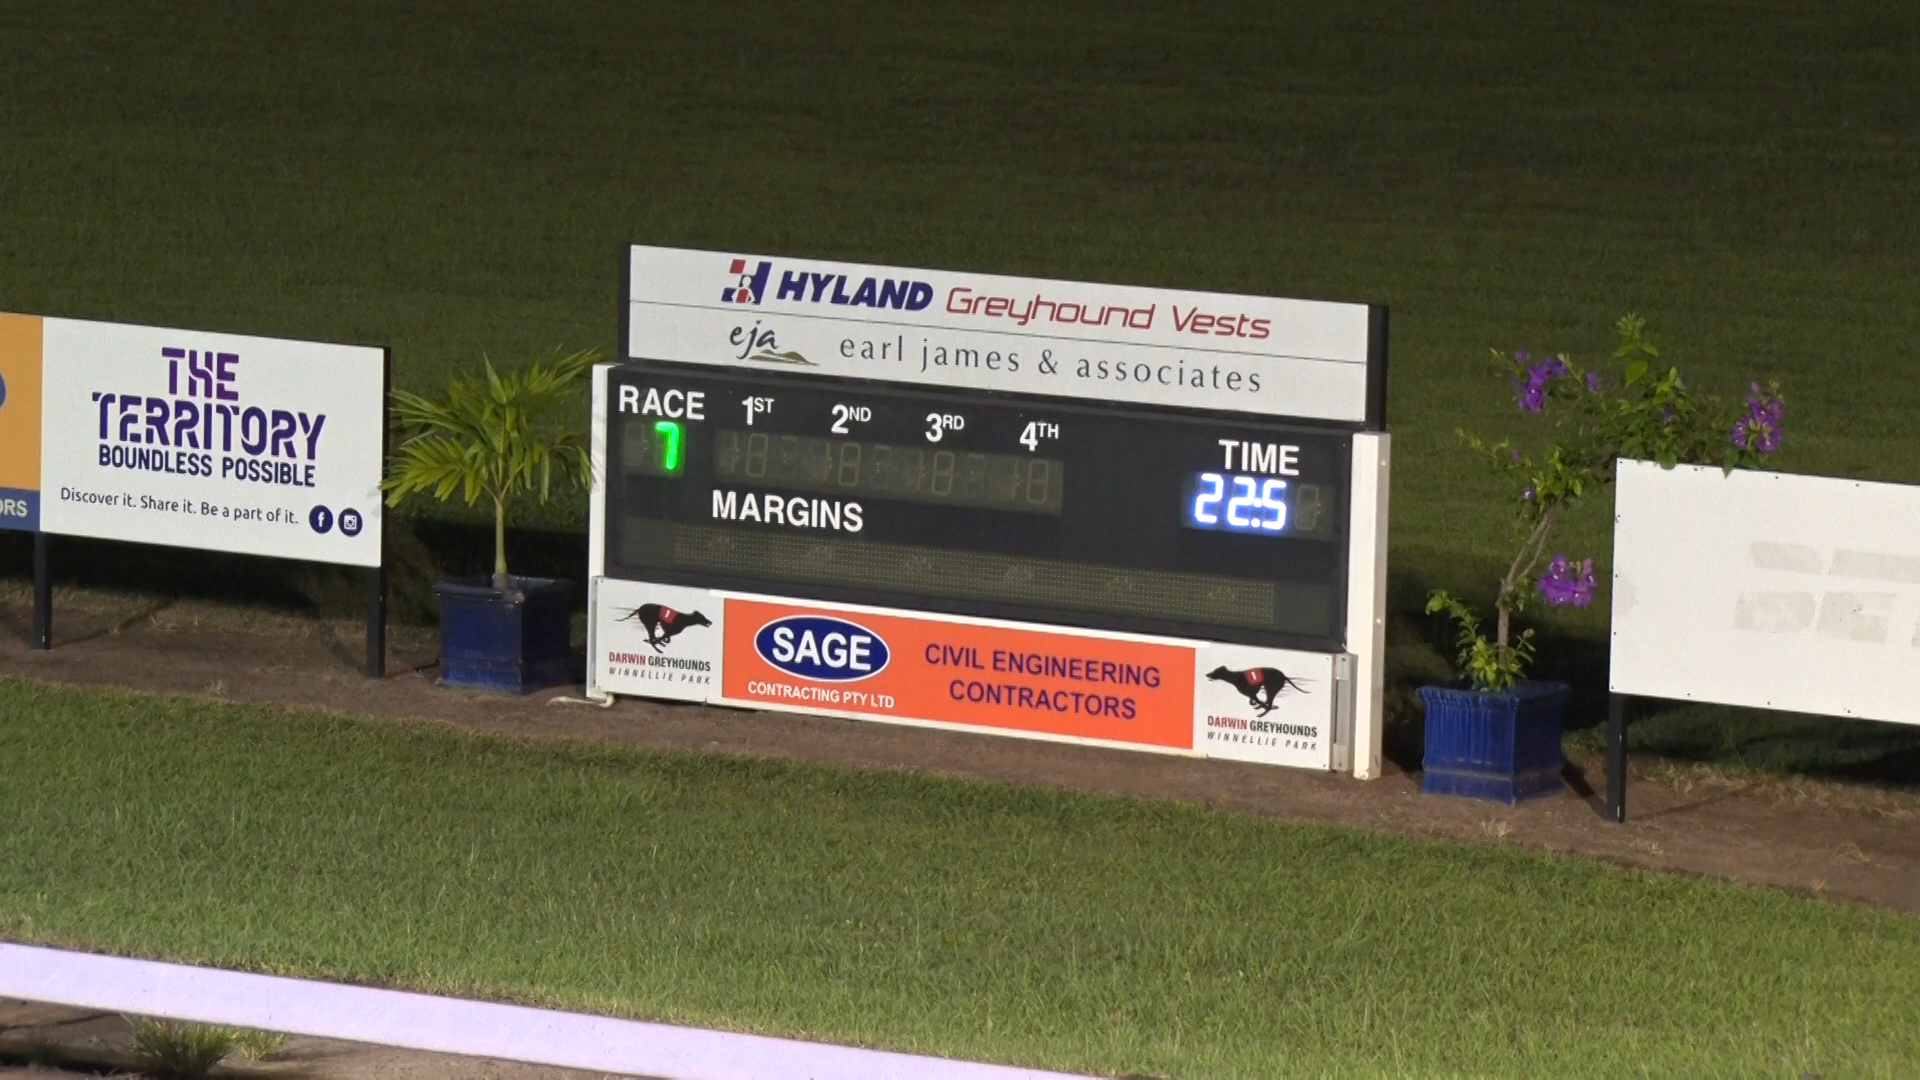 HYLAND Greyhound Vests
eja earl james & associates
THE
TERRITORY
BOUNDLESS POSSIBLE
Discover it. Share it. Be a part of it.
ORS
RACE 1ST 2ND 3RD 4TH TIME
7 22.5
MARGINS
DARWIN GREYHOUNDS
WINNELLIE PARK
SAGE
CONTRACTING PTY LTD
CIVIL ENGINEERING
CONTRACTORS
DARWIN GREYHOUNDS
WINNELLIE PARK